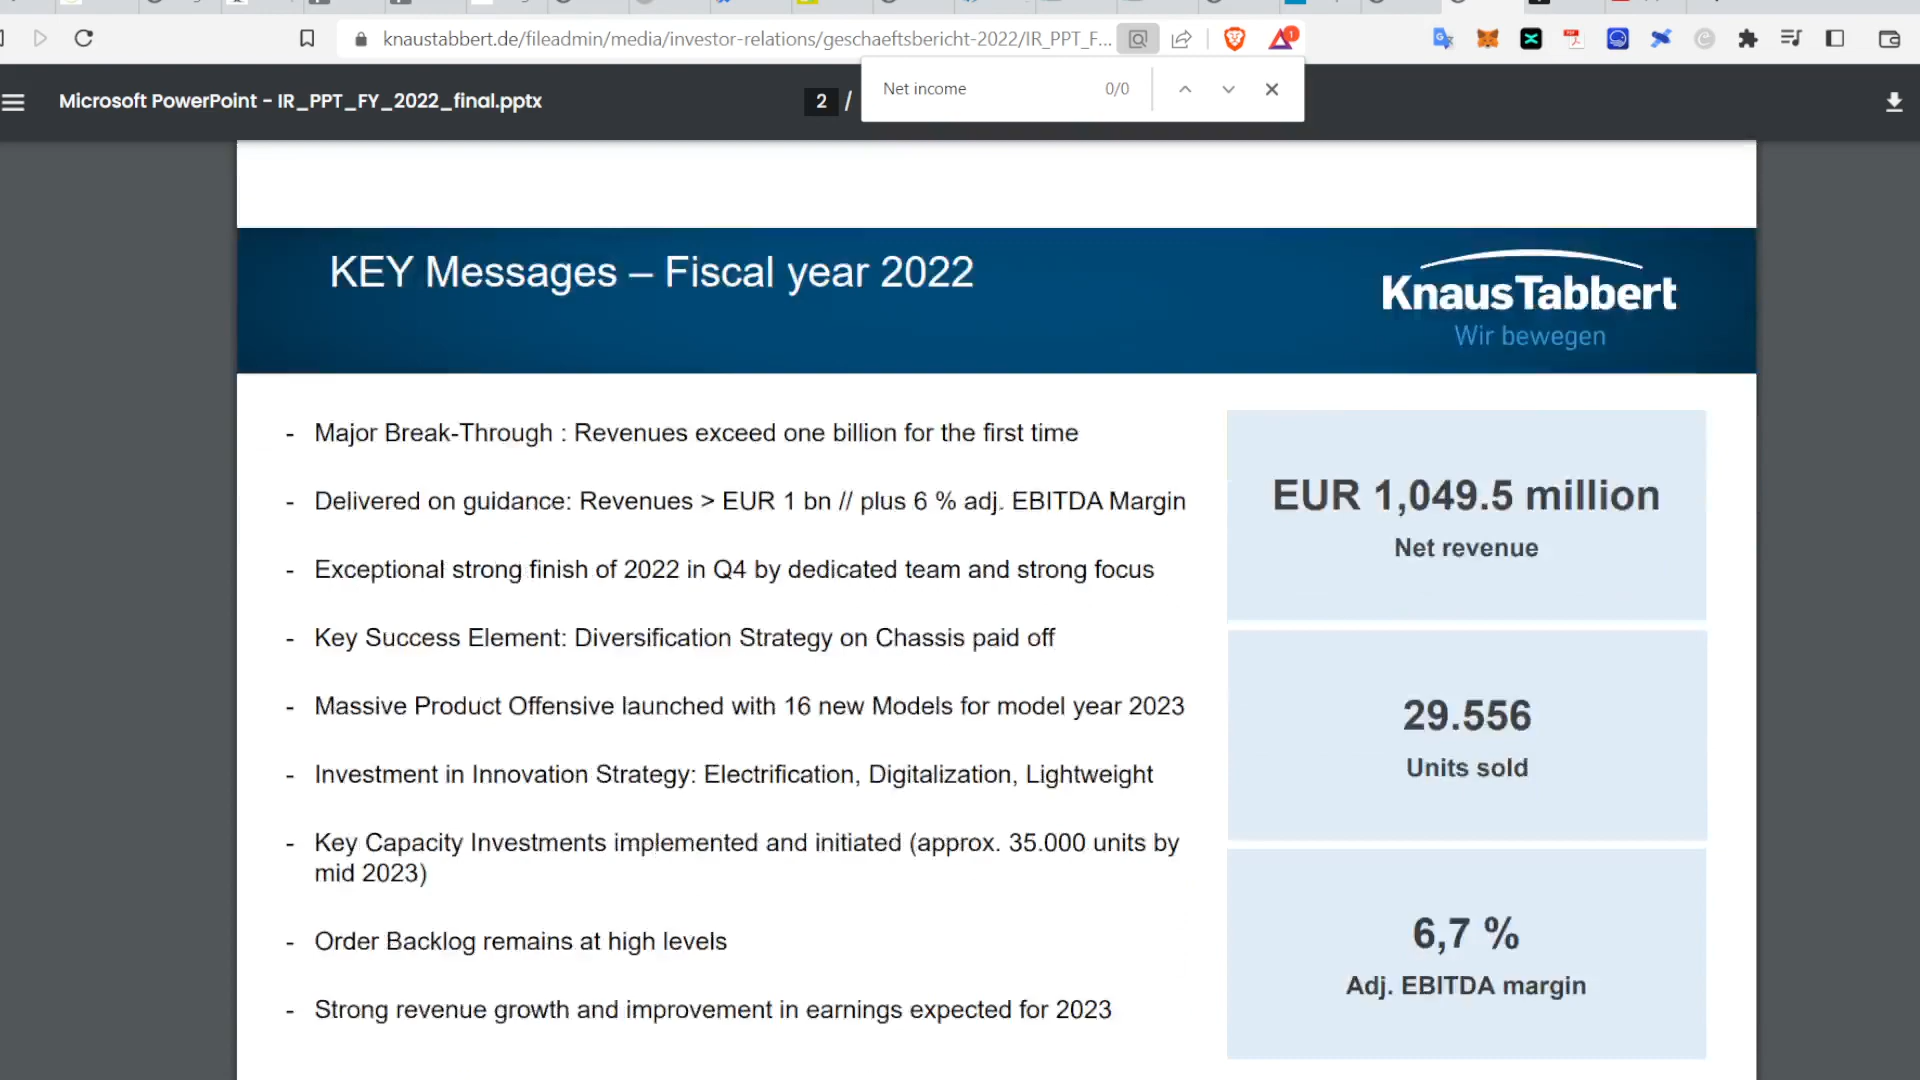 knaustabbert.de/fileadmin/media/investor-relations/geschaeftsbericht-2022/IR_PPT_F...
1
Net income 0/0
Microsoft PowerPoint - IR_PPT_FY_2022_final.pptx
2 /
KEY Messages – Fiscal year 2022
KnausTabbert
Wir bewegen
- Major Break-Through : Revenues exceed one billion for the first time
- Delivered on guidance: Revenues > EUR 1 bn // plus 6 % adj. EBITDA Margin
- Exceptional strong finish of 2022 in Q4 by dedicated team and strong focus
- Key Success Element: Diversification Strategy on Chassis paid off
- Massive Product Offensive launched with 16 new Models for model year 2023
- Investment in Innovation Strategy: Electrification, Digitalization, Lightweight
- Key Capacity Investments implemented and initiated (approx. 35.000 units by
mid 2023)
- Order Backlog remains at high levels
- Strong revenue growth and improvement in earnings expected for 2023
EUR 1,049.5 million
Net revenue
29.556
Units sold
6,7 %
Adj. EBITDA margin